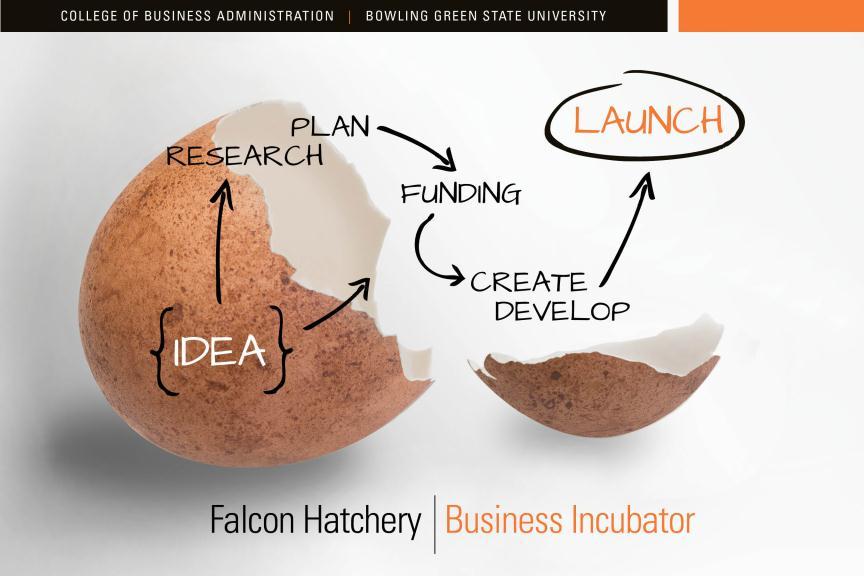 COLLEGE OF BUSINESS ADMINISTRATION | BOWLING GREEN STATE UNIVERSITY
PLAN
RESEARCH
LAUNCH
FUNDING
CREATE
DEVELOP
{IDEA}
Falcon Hatchery | Business Incubator